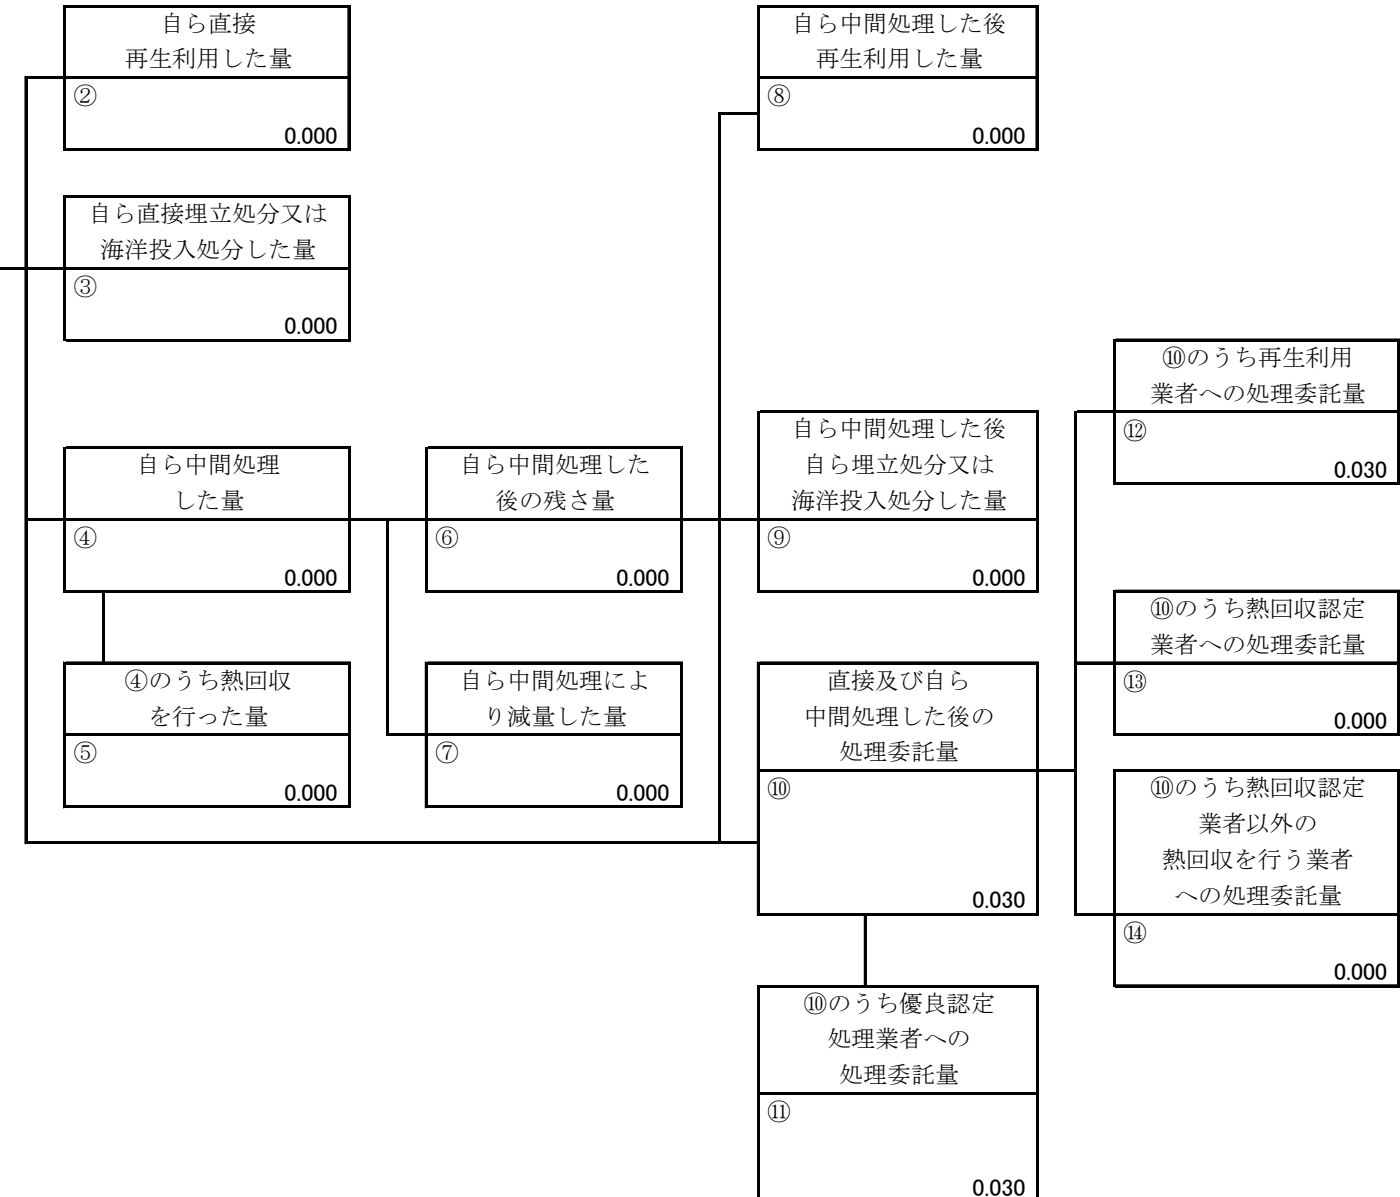 自ら直接
再生利用した量
②
0.000
自ら中間処理した後
再生利用した量
⑧
0.000
自ら直接埋立処分又は
海洋投入処分した量
③
0.000
⑩のうち再生利用
業者への処理委託量
⑫
0.030
自ら中間処理
した量
④
0.000
自ら中間処理した
後の残さ量
⑥
0.000
自ら中間処理した後
自ら埋立処分又は
海洋投入処分した量
⑨
0.000
⑩のうち熱回収認定
業者への処理委託量
⑬
0.000
④のうち熱回収
を行った量
⑤
0.000
自ら中間処理によ
り減量した量
⑦
0.000
直接及び自ら
中間処理した後の
処理委託量
⑩
0.030
⑩のうち熱回収認定
業者以外の
熱回収を行う業者
への処理委託量
⑭
0.000
⑩のうち優良認定
処理業者への
処理委託量
⑪
0.030